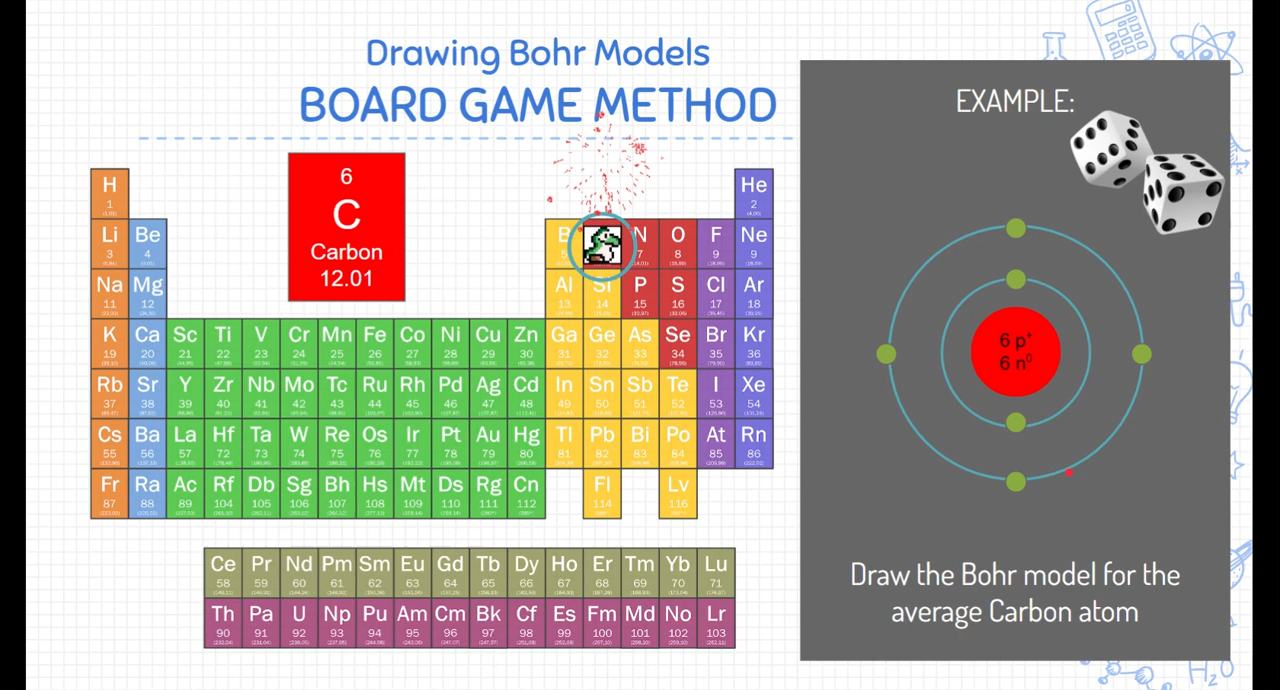 Drawing Bohr Models
BOARD GAME METHOD
EXAMPLE:
6
C
Carbon
12.01
H He
1 2
Li Be B N O F Ne
3 4 5 7 8 9 9
Na Mg Al Si P S Cl Ar
11 12 13 14 15 16 17 18
K Ca Sc Ti V Cr Mn Fe Co Ni Cu Zn Ga Ge As Se Br Kr
19 20 21 22 23 24 25 26 27 28 29 30 31 32 33 34 35 36
Rb Sr Y Zr Nb Mo Tc Ru Rh Pd Ag Cd In Sn Sb Te I Xe
37 38 39 40 41 42 43 44 45 46 47 48 49 50 51 52 53 54
Cs Ba La Hf Ta W Re Os Ir Pt Au Hg Tl Pb Bi Po At Rn
55 56 57 72 73 74 75 76 77 78 79 80 81 82 83 84 85 86
Fr Ra Ac Rf Db Sg Bh Hs Mt Ds Rg Cn Fl Lv
87 88 89 104 105 106 107 108 109 110 111 112 114 116
Ce Pr Nd Pm Sm Eu Gd Tb Dy Ho Er Tm Yb Lu
58 59 60 61 62 63 64 65 66 67 68 69 70 71
Th Pa U Np Pu Am Cm Bk Cf Es Fm Md No Lr
90 91 92 93 94 95 96 97 98 99 100 101 102 103
6 p⁺
6 n⁰
Draw the Bohr model for the
average Carbon atom
H₂O